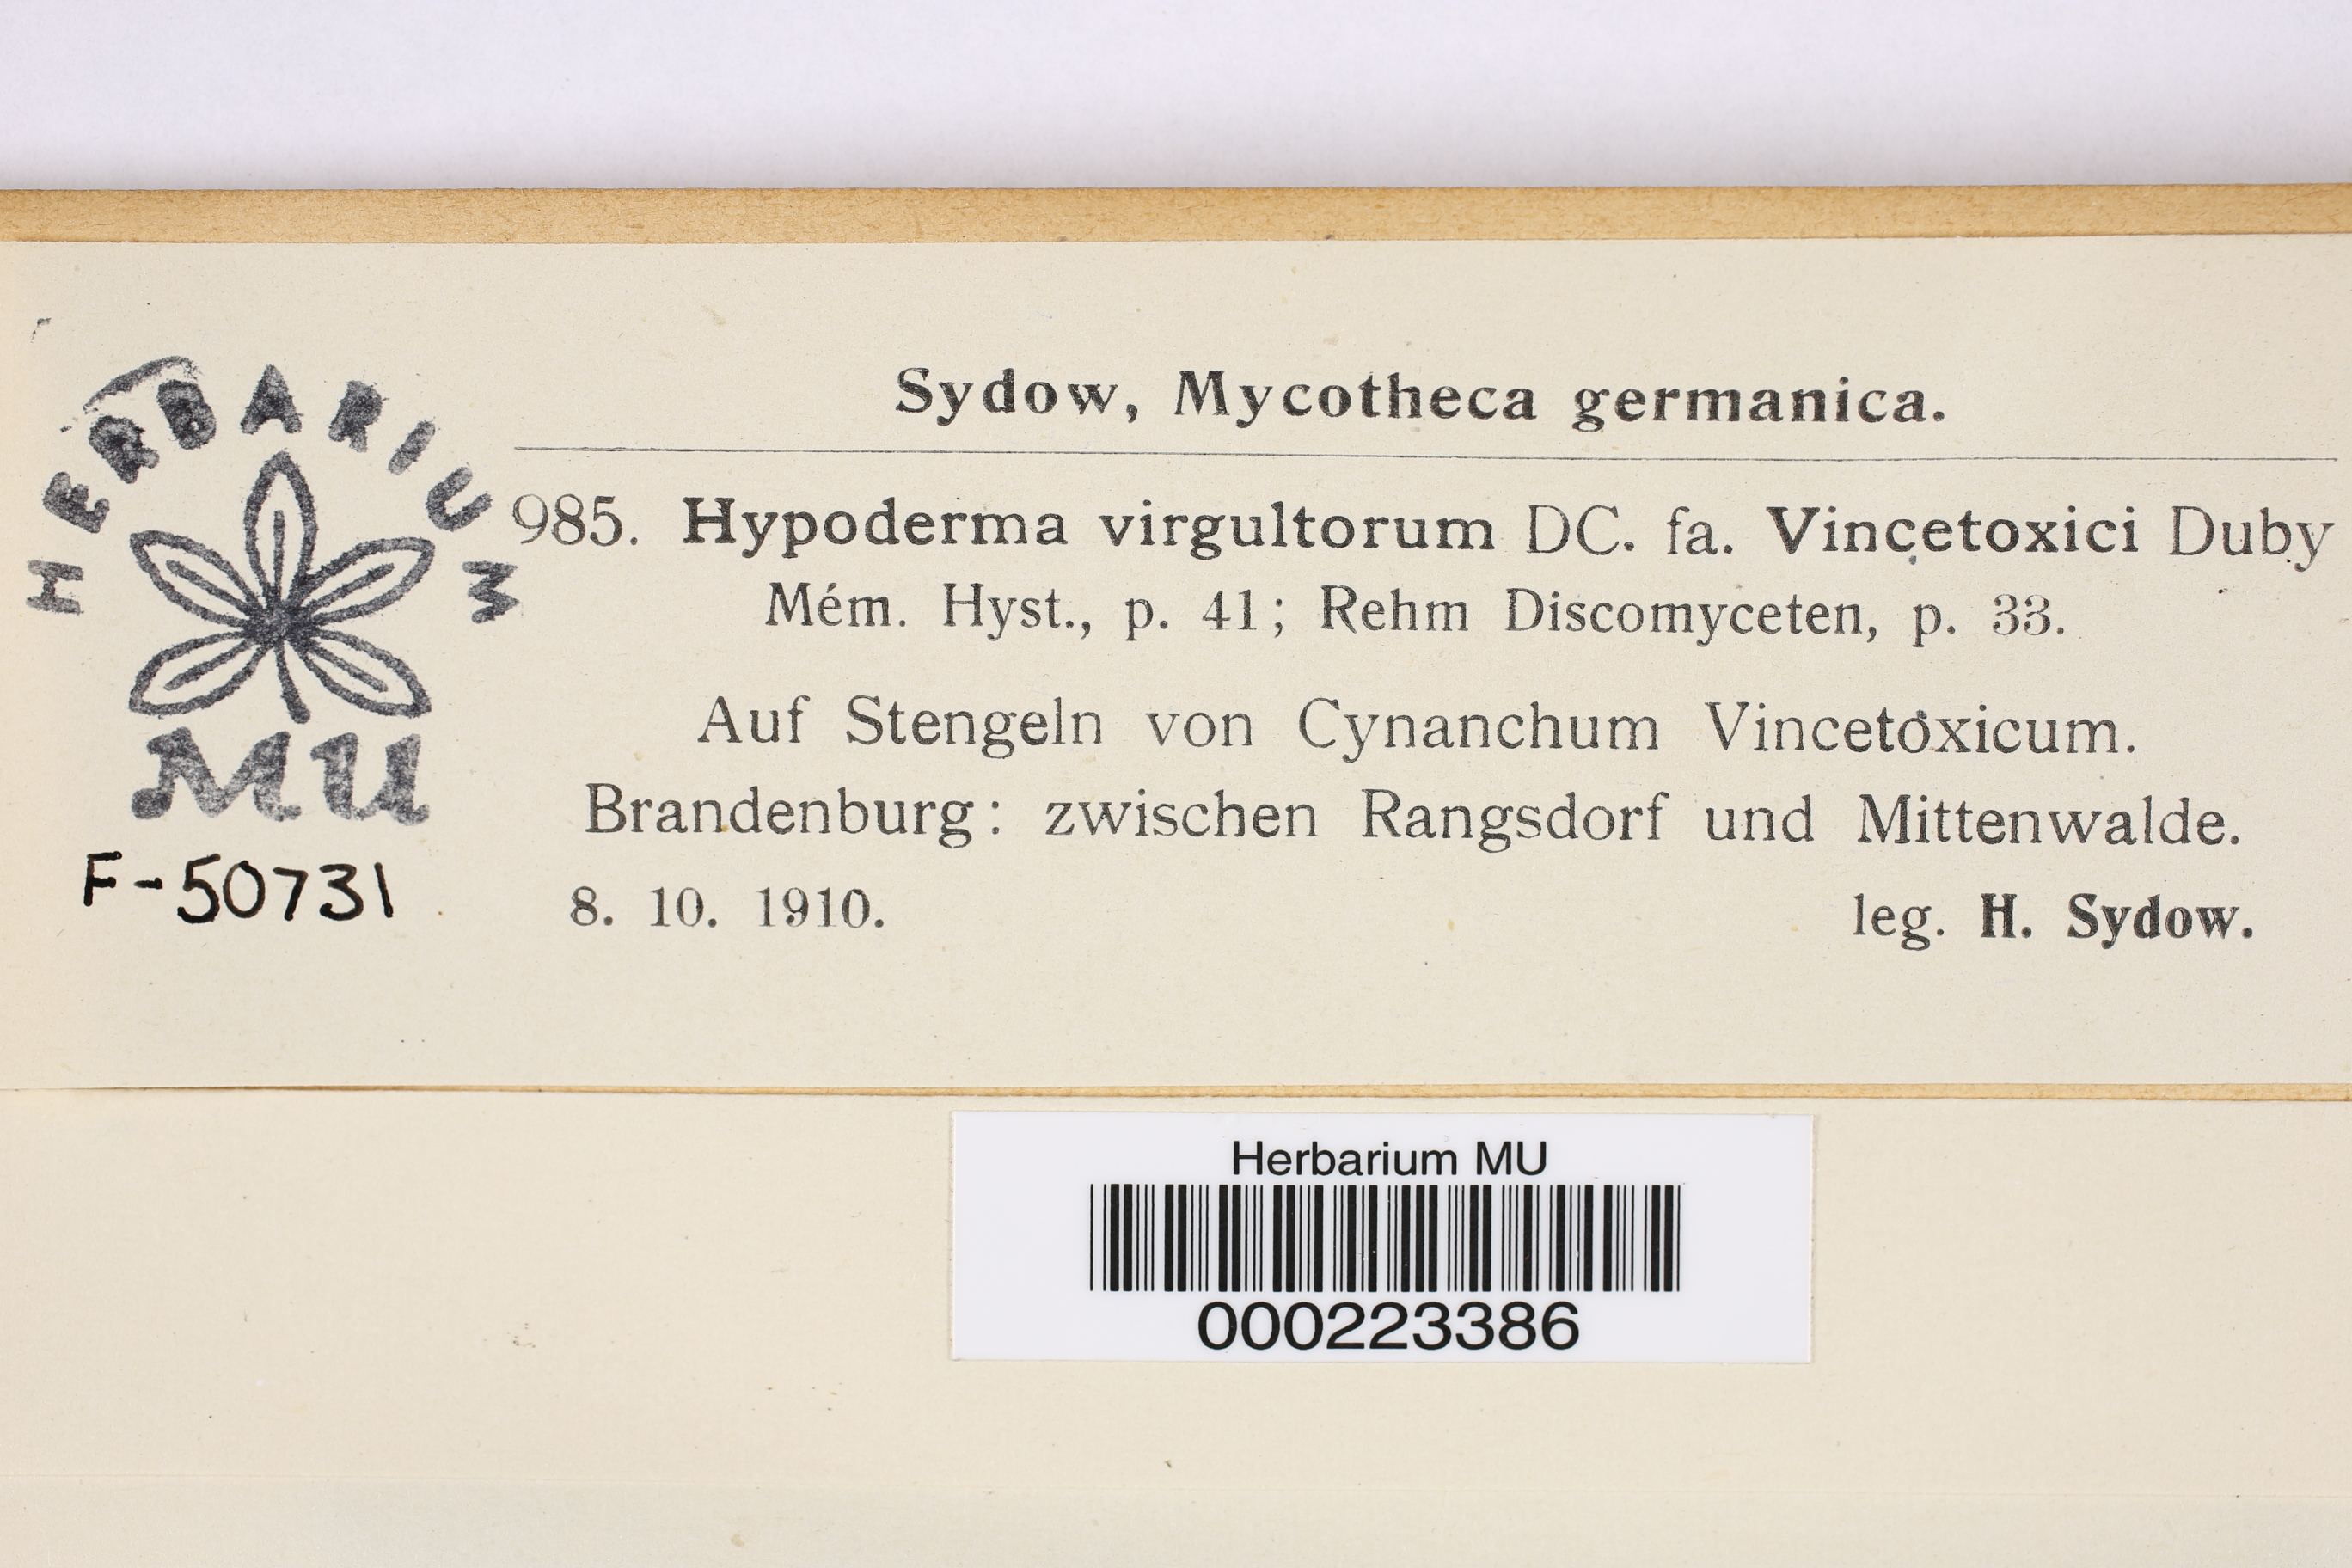 HERBARIUM
MU
F-50731
Sydow, Mycotheca germanica.
985. Hypoderma virgultorum DC. fa. Vincetoxici Duby
Mém. Hyst., p. 41; Rehm Discomyceten, p. 33.
Auf Stengeln von Cynanchum Vincetoxicum.
Brandenburg: zwischen Rangsdorf und Mittenwalde.
8. 10. 1910. leg. H. Sydow.
Herbarium MU
000223386